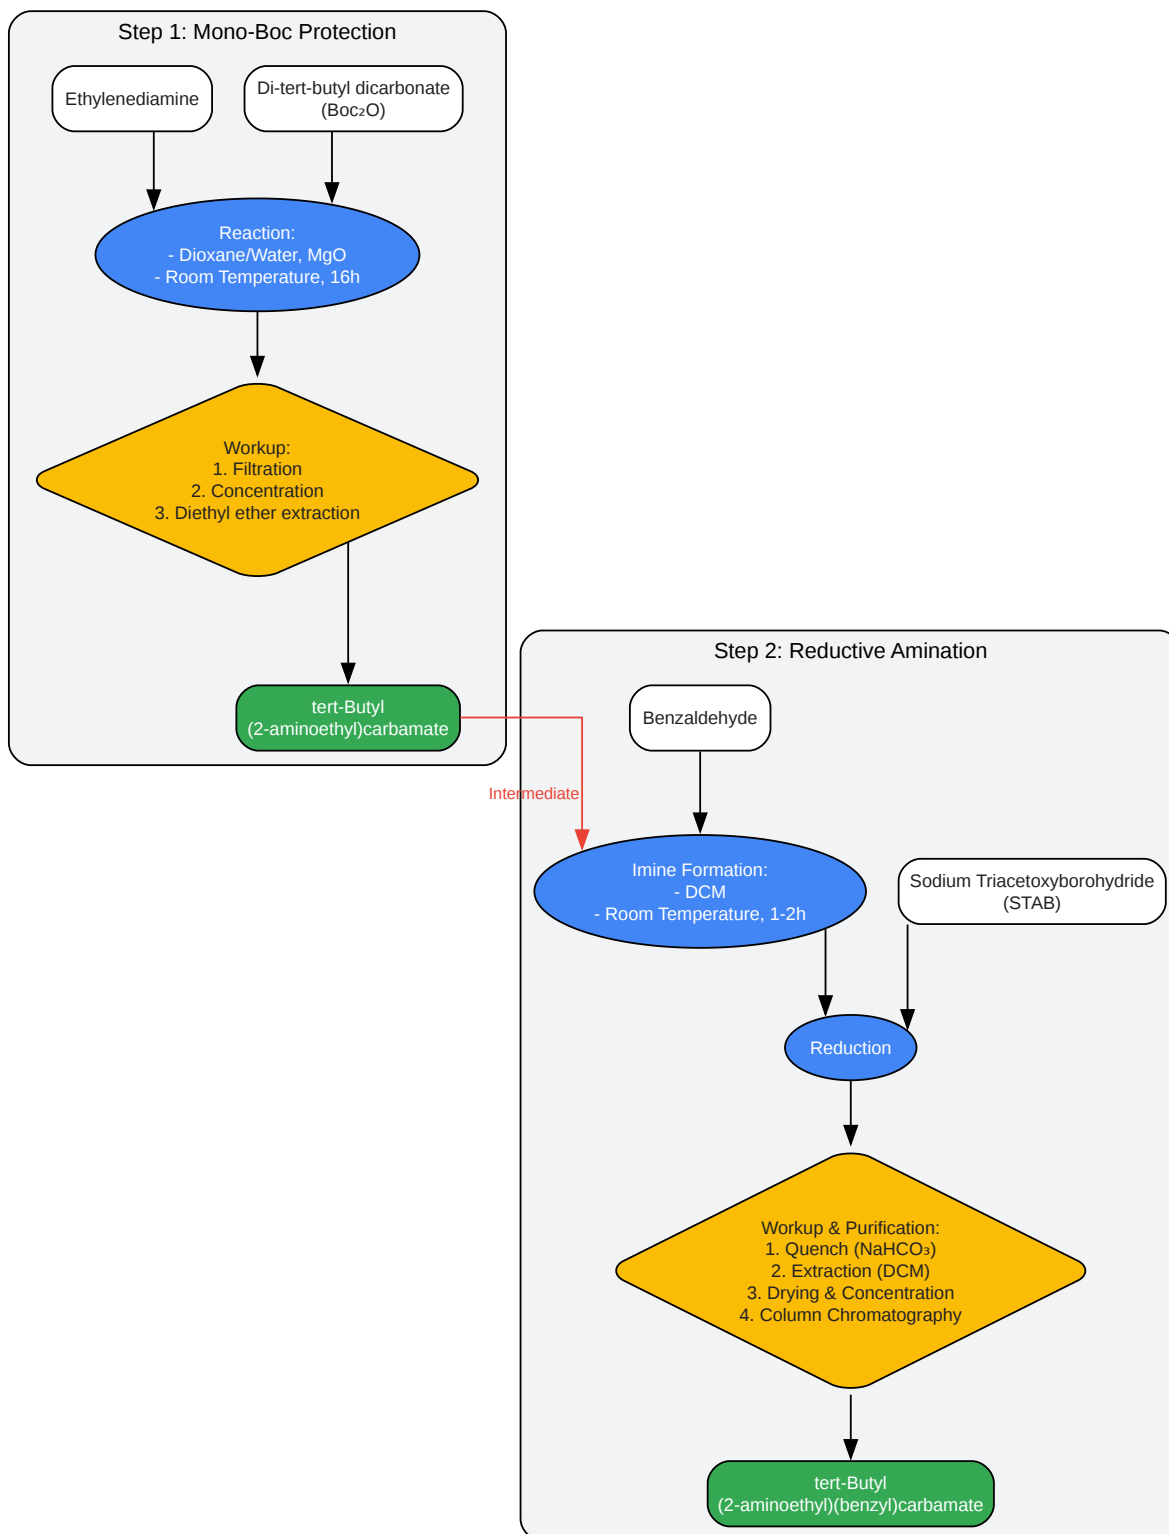 Step 1: Mono-Boc Protection
Ethylenediamine
Di-tert-butyl dicarbonate
(Boc₂O)
Reaction:
- Dioxane/Water, MgO
- Room Temperature, 16h
Workup:
1. Filtration
2. Concentration
3. Diethyl ether extraction
tert-Butyl
(2-aminoethyl)carbamate
Intermediate
Step 2: Reductive Amination
Benzaldehyde
Imine Formation:
- DCM
- Room Temperature, 1-2h
Sodium Triacetoxyborohydride
(STAB)
Reduction
Workup & Purification:
1. Quench (NaHCO₃)
2. Extraction (DCM)
3. Drying & Concentration
4. Column Chromatography
tert-Butyl
(2-aminoethyl)(benzyl)carbamate